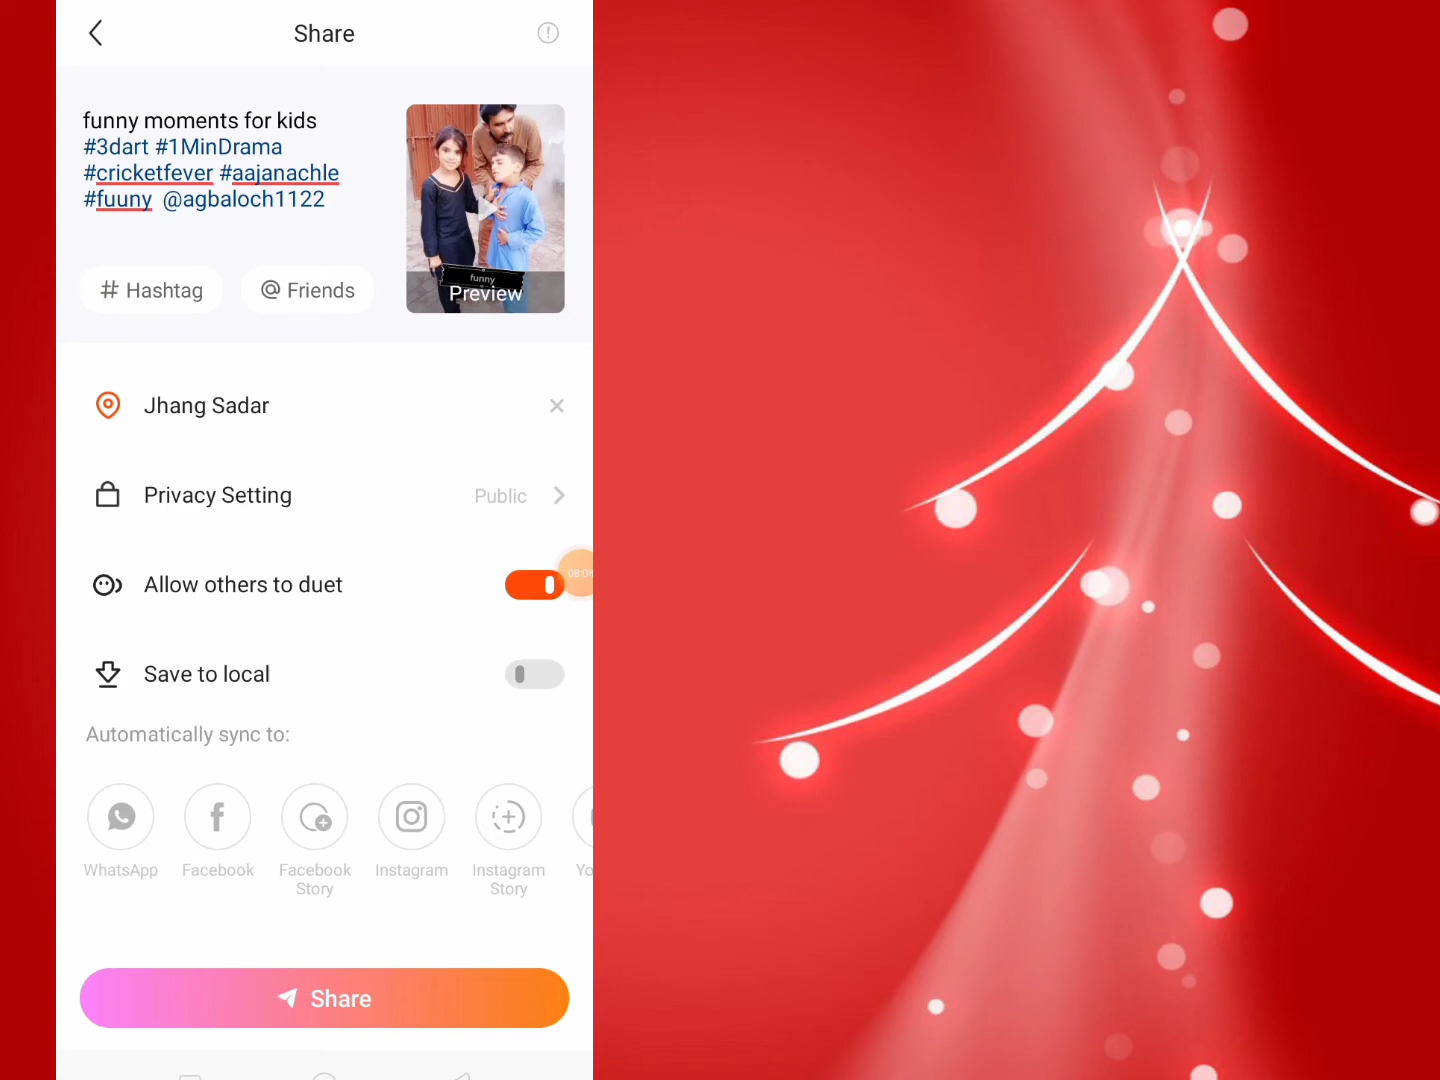 Share
funny moments for kids
#3dart #1MinDrama
#cricketfever #aajanachle
#fuuny @agbaloch1122
# Hashtag
@ Friends
funny
Preview
Jhang Sadar
Privacy Setting
Public
Allow others to duet
Save to local
Automatically sync to:
WhatsApp
Facebook
Facebook Story
Instagram
Instagram Story
Share